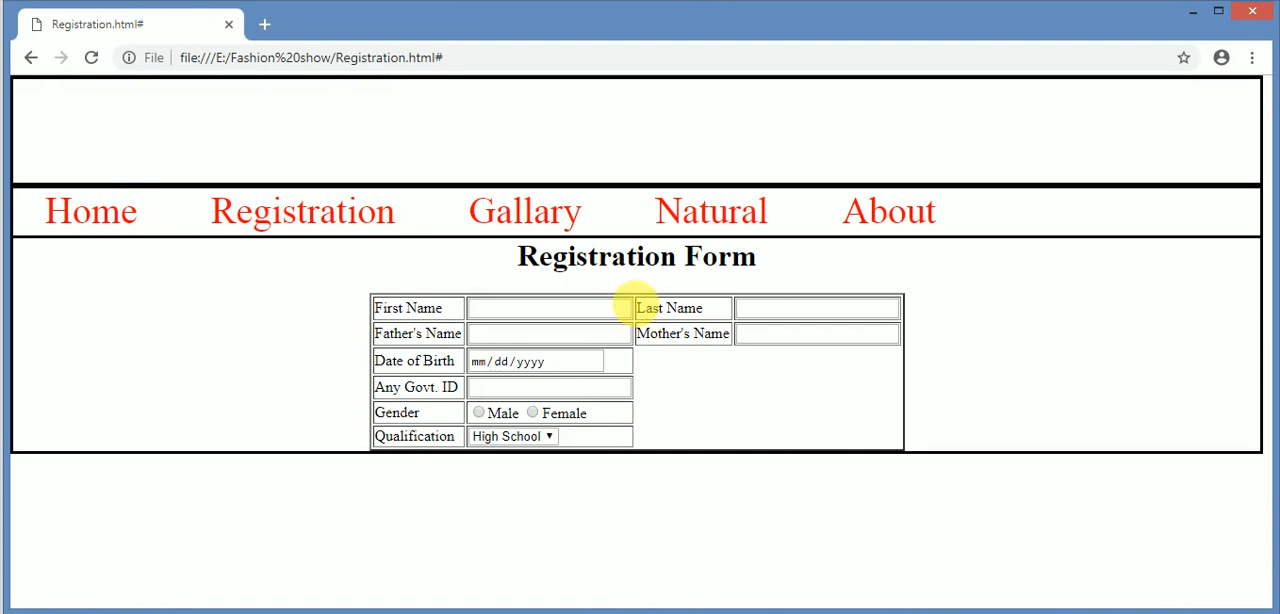 Registration.html#
File file:///E:/Fashion%20show/Registration.html#
Home Registration Gallary Natural About
Registration Form
First Name Last Name
Father's Name Mother's Name
Date of Birth mm/dd/yyyy
Any Govt. ID
Gender Male Female
Qualification High School